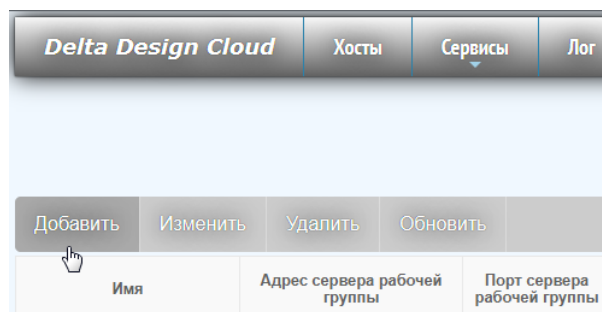 Delta Design Cloud Хосты Сервисы Лог
Добавить Изменить Удалить Обновить
Имя Адрес сервера рабочей группы Порт сервера рабочей группы